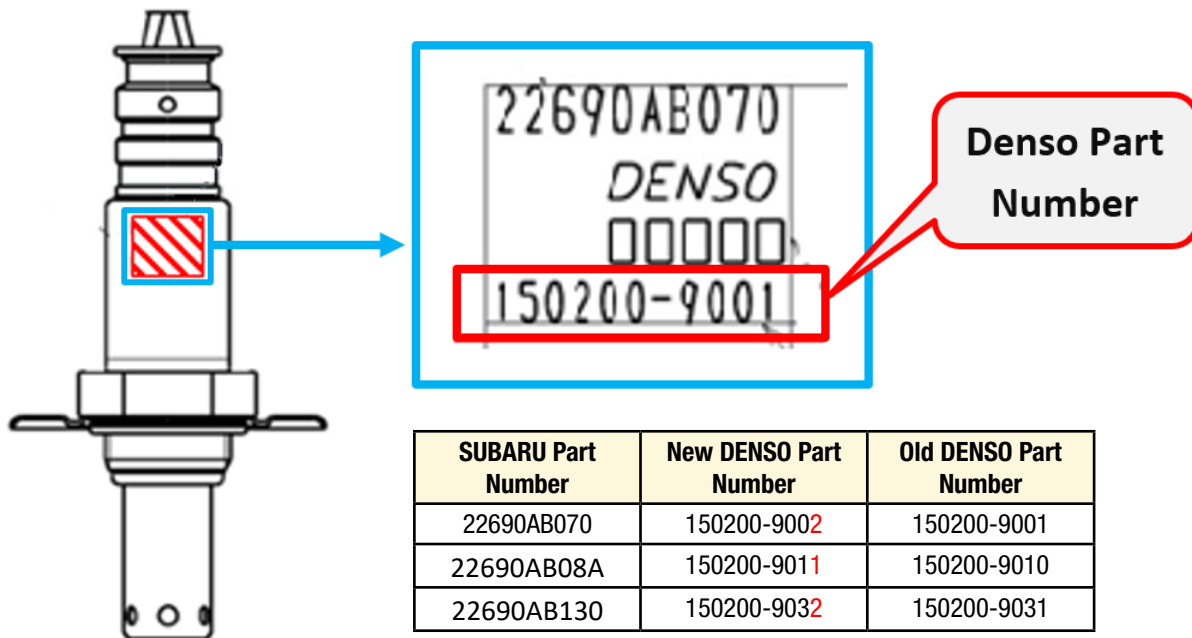 22690AB070
DENSO
150200-9001
Denso Part
Number
SUBARU Part
Number
New DENSO Part
Number
Old DENSO Part
Number
22690AB070
150200-9002
150200-9001
22690AB08A
150200-9011
150200-9010
22690AB130
150200-9032
150200-9031